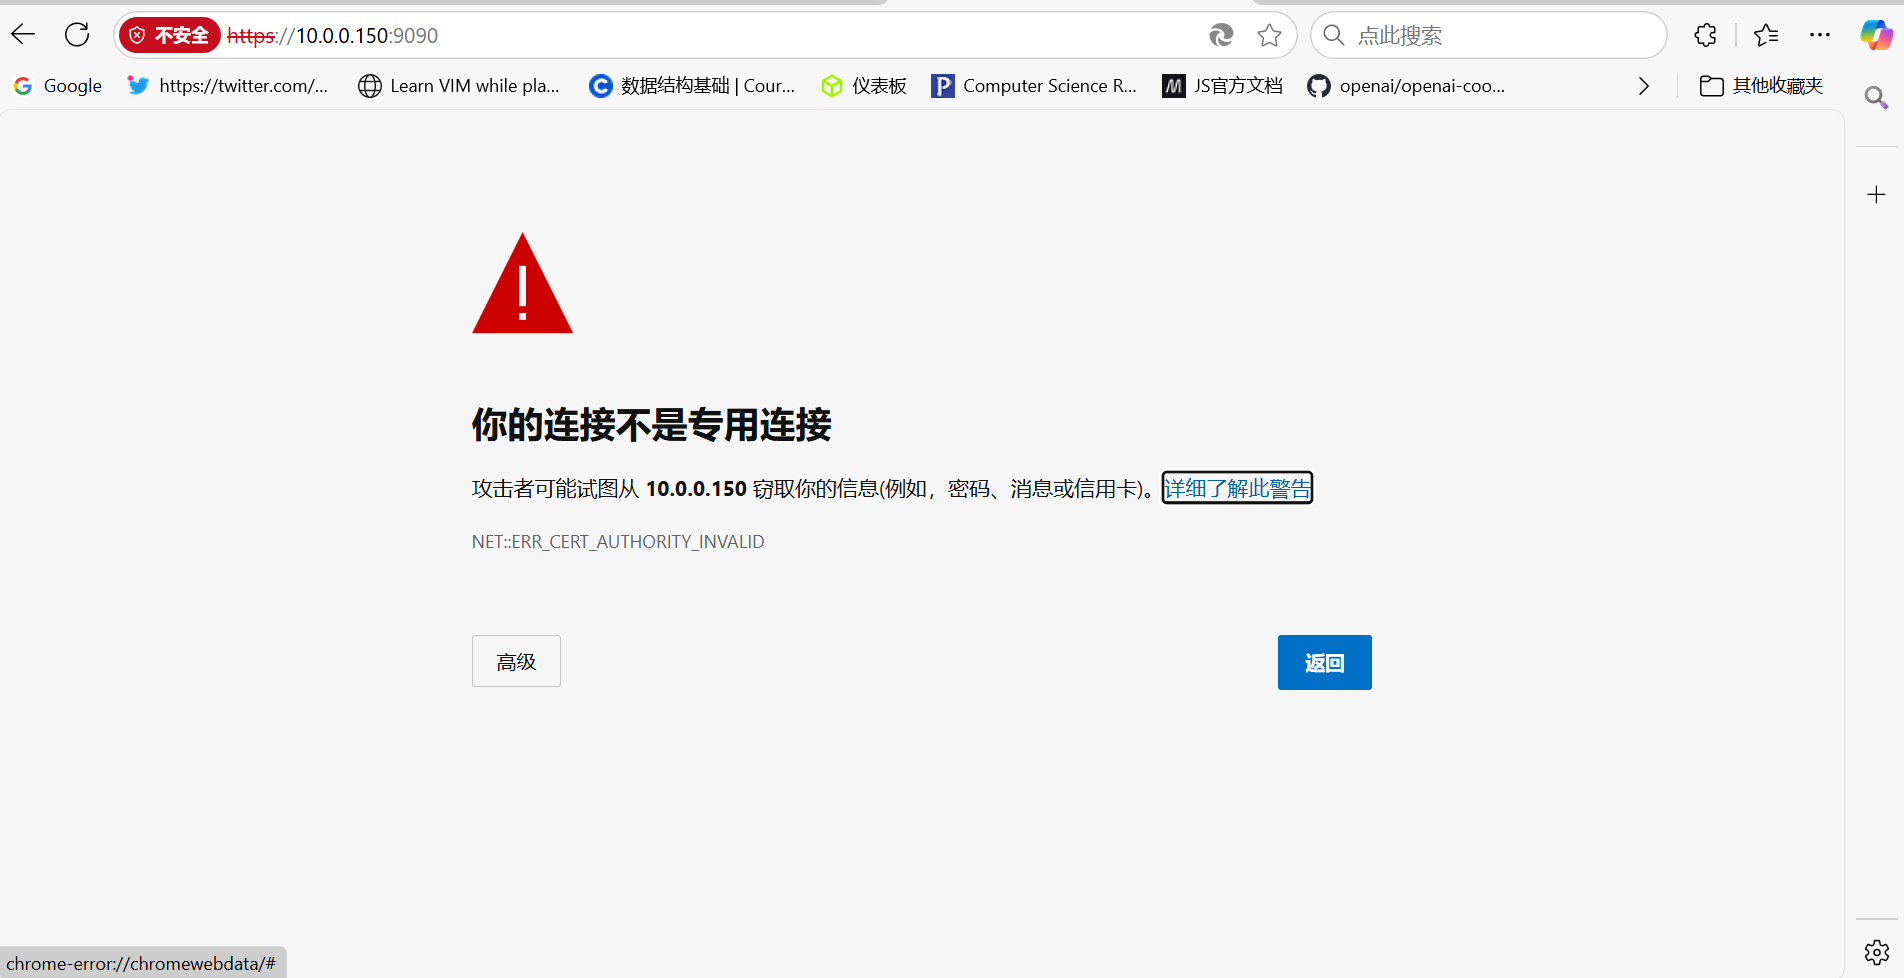 不安全 https://10.0.0.150:9090 点此搜索
Google https://twitter.com/... Learn VIM while pla... 数据结构基础 | Cour... 仪表板 Computer Science R... JS官方文档 openai/openai-coo... 其他收藏夹
你的连接不是专用连接
攻击者可能试图从 10.0.0.150 窃取你的信息(例如，密码、消息或信用卡)。详细了解此警告
NET::ERR_CERT_AUTHORITY_INVALID
高级 返回
chrome-error://chromewebdata/#